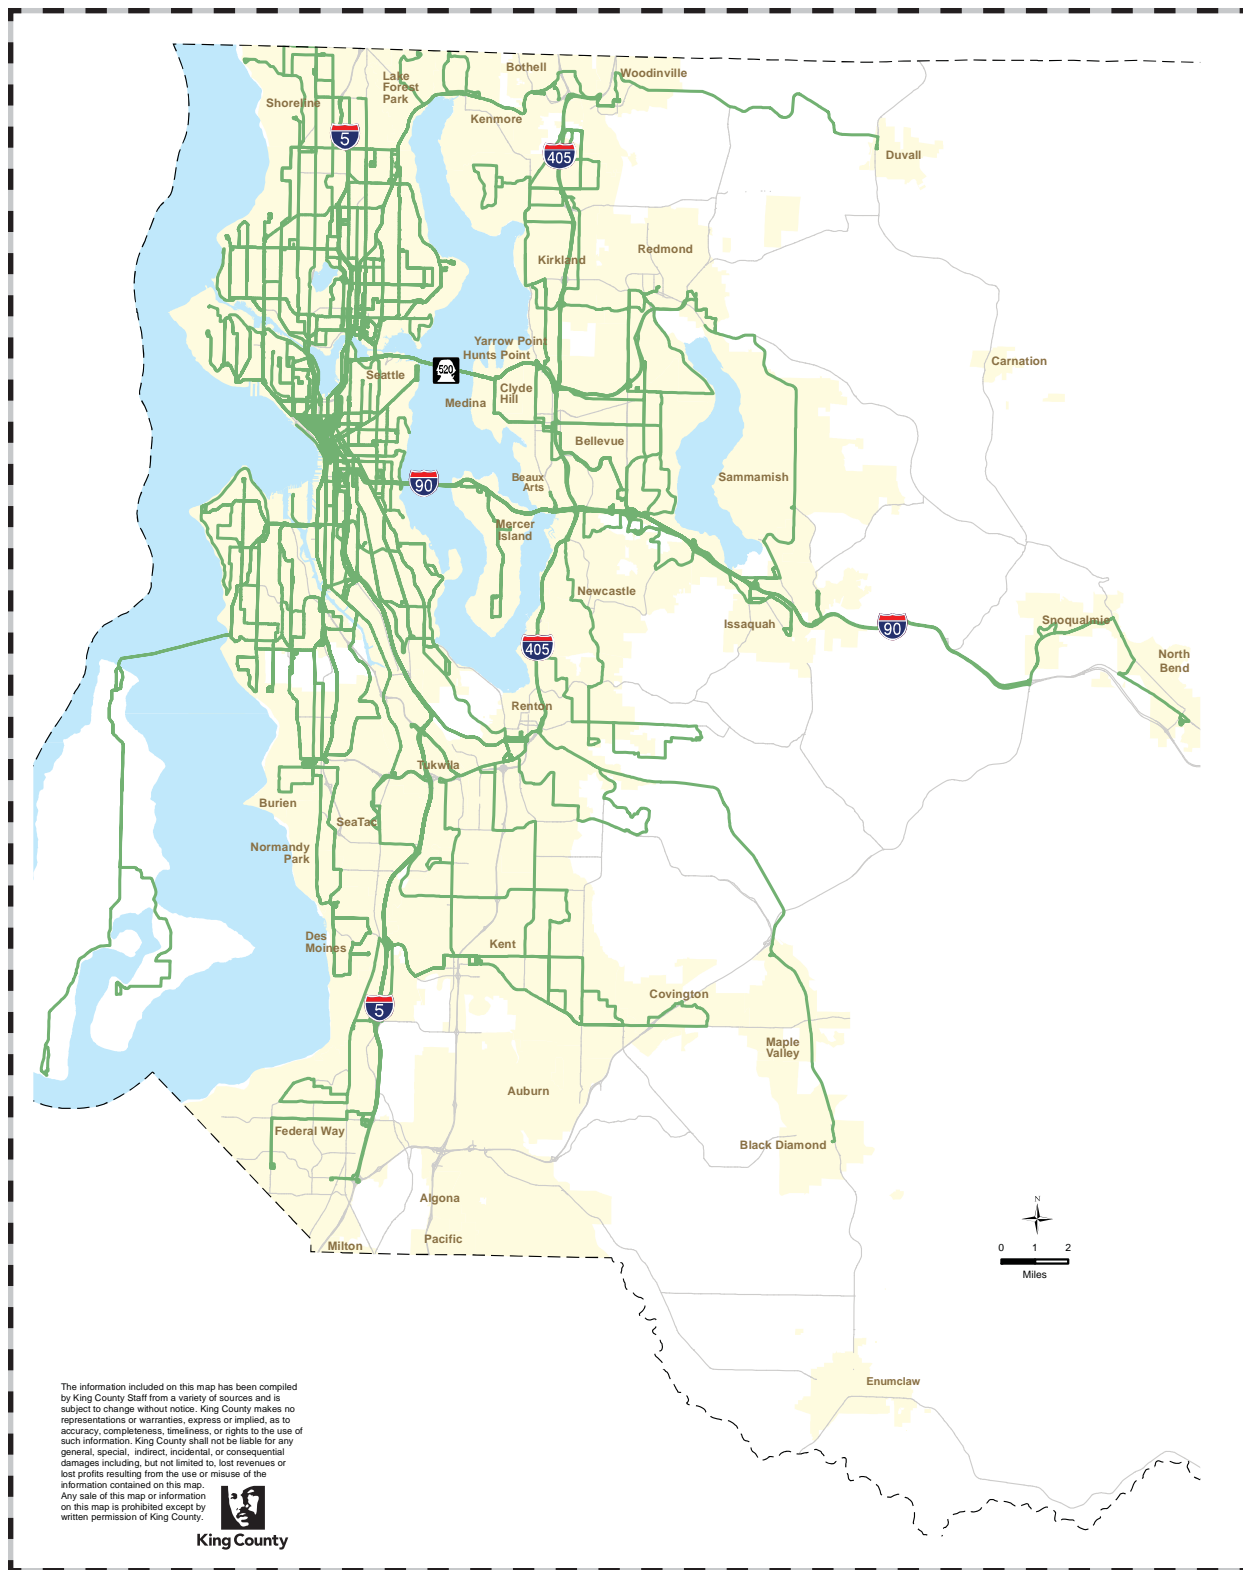 Bothell
Woodinville
Lake
Forest
Park
Shoreline
Kenmore
5
405
Duvall
Kirkland
Redmond
Yarrow Point
Hunts Point
Carnation
Seattle
520
Clyde
Hill
Medina
Bellevue
Beaux
Arts
Sammamish
90
Mercer
Island
Newcastle
Issaquah
90
Snoqualmie
North
Bend
405
Renton
Tukwila
Burien
SeaTac
Normandy
Park
Des
Moines
Kent
Covington
5
Maple
Valley
Auburn
Federal Way
Black Diamond
Algona
Pacific
Milton
N
0 1 2
Miles
Enumclaw
The information included on this map has been compiled
by King County Staff from a variety of sources and is
subject to change without notice. King County makes no
representations or warranties, express or implied, as to
accuracy, completeness, timeliness, or rights to the use of
such information. King County shall not be liable for any
general, special, indirect, incidental, or consequential
damages including, but not limited to, lost revenues or
lost profits resulting from the use or misuse of the
information contained on this map.
Any sale of this map or information
on this map is prohibited except by
written permission of King County.
King County